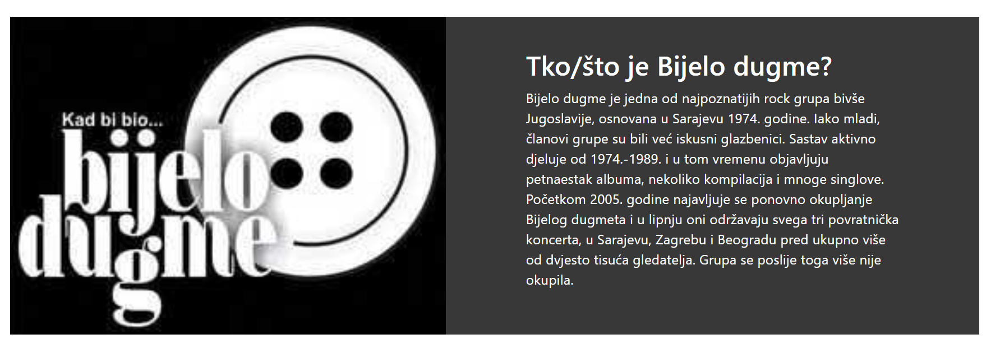 Kad bi bio...
bijelo
dugme
Tko/što je Bijelo dugme?
Bijelo dugme je jedna od najpoznatijih rock grupa bivše
Jugoslavije, osnovana u Sarajevu 1974. godine. Iako mladi,
članovi grupe su bili već iskusni glazbenici. Sastav aktivno
djeluje od 1974.-1989. i u tom vremenu objavljuju
petnaestak albuma, nekoliko kompilacija i mnoge singlove.
Početkom 2005. godine najavljuje se ponovno okupljanje
Bijelog dugmeta i u lipnju oni održavaju svega tri povratnička
koncerta, u Sarajevu, Zagrebu i Beogradu pred ukupno više
od dvjesto tisuća gledatelja. Grupa se poslije toga više nije
okupila.